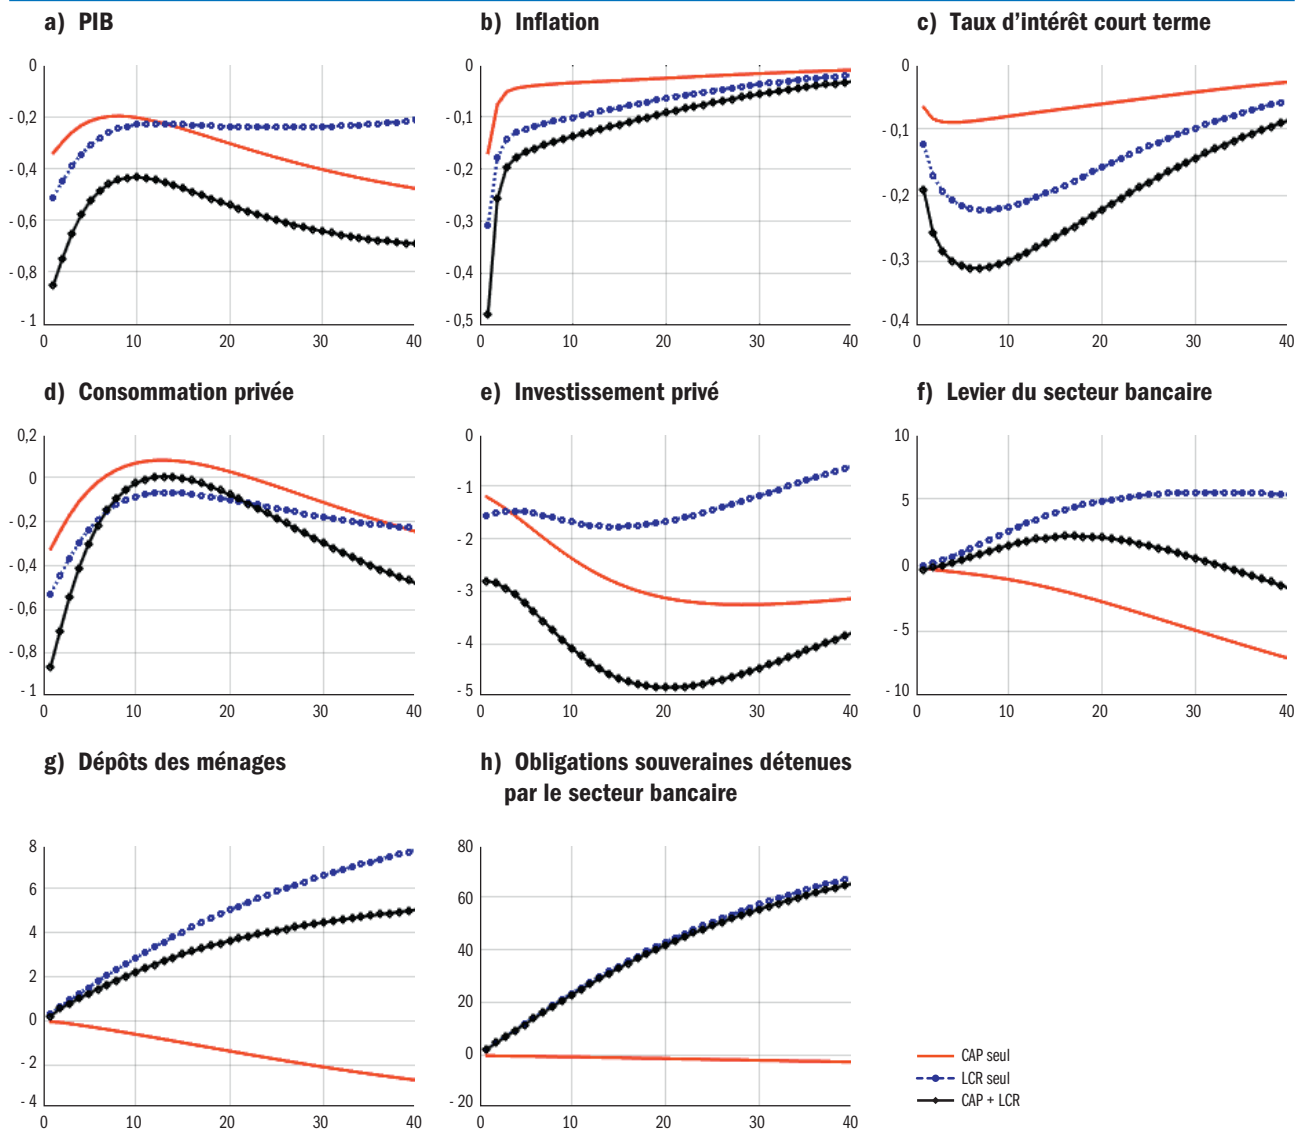 a) PIB
b) Inflation
c) Taux d'intérêt court terme
0
- 0,2
- 0,4
- 0,6
- 0,8
- 1
0 10 20 30 40
0
- 0,1
- 0,2
- 0,3
- 0,4
- 0,5
0 10 20 30 40
0
- 0,1
- 0,2
- 0,3
- 0,4
0 10 20 30 40
d) Consommation privée
e) Investissement privé
f) Levier du secteur bancaire
0,2
0
- 0,2
- 0,4
- 0,6
- 0,8
- 1
0 10 20 30 40
0
- 1
- 2
- 3
- 4
- 5
0 10 20 30 40
10
5
0
- 5
- 10
0 10 20 30 40
g) Dépôts des ménages
h) Obligations souveraines détenues
par le secteur bancaire
8
6
4
2
0
- 2
- 4
0 10 20 30 40
80
60
40
20
0
- 20
0 10 20 30 40
CAP seul
LCR seul
CAP + LCR